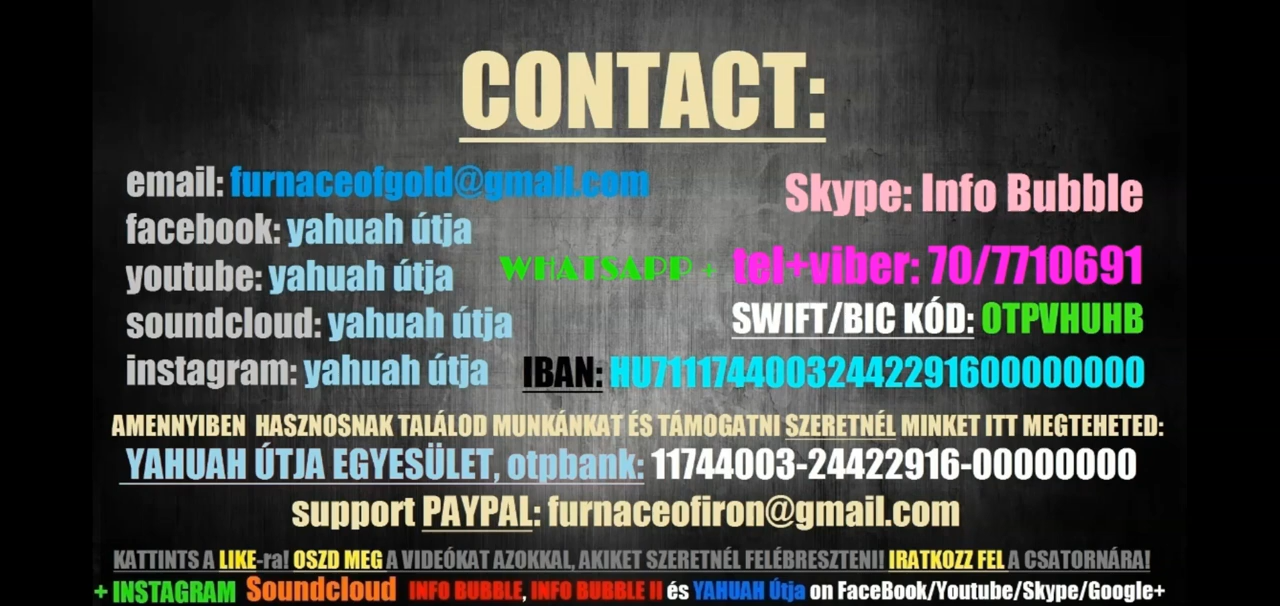 CONTACT:
email: furnaceofgold@gmail.com
facebook: yahuah útja
youtube: yahuah útja
soundcloud: yahuah útja
instagram: yahuah útja
Skype: Info Bubble
WHATSAPP + tel+viber: 70/7710691
SWIFT/BIC KÓD: OTPVHUHB
IBAN: HU71117440032442291600000000
AMENNYIBEN HASZNOSNAK TALÁLOD MUNKÁNKAT ÉS TÁMOGATNI SZERETNÉL MINKET ITT MEGTEHETED:
YAHUAH ÚTJA EGYESÜLET, otpbank: 11744003-24422916-00000000
support PAYPAL: furnaceofiron@gmail.com
KATTINTS A LIKE-ra! OSZD MEG A VIDEÓKAT AZOKKAL, AKIKET SZERETNÉL FELÉBRESZTENI! IRATKOZZ FEL A CSATORNÁRA!
+ INSTAGRAM Soundcloud INFO BUBBLE, INFO BUBBLE II és YAHUAH Útja on FaceBook/Youtube/Skype/Google+